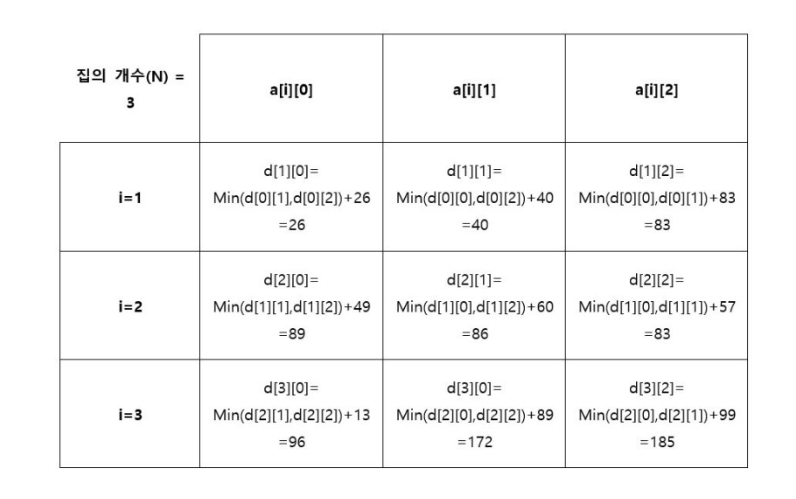 집의 개수(N) =
3
a[i][0]
a[i][1]
a[i][2]
i=1
d[1][0]=
Min(d[0][1],d[0][2])+26
=26
d[1][1]=
Min(d[0][0],d[0][2])+40
=40
d[1][2]=
Min(d[0][0],d[0][1])+83
=83
i=2
d[2][0]=
Min(d[1][1],d[1][2])+49
=89
d[2][1]=
Min(d[1][0],d[1][2])+60
=86
d[2][2]=
Min(d[1][0],d[1][1])+57
=83
i=3
d[3][0]=
Min(d[2][1],d[2][2])+13
=96
d[3][0]=
Min(d[2][0],d[2][2])+89
=172
d[3][2]=
Min(d[2][0],d[2][1])+99
=185